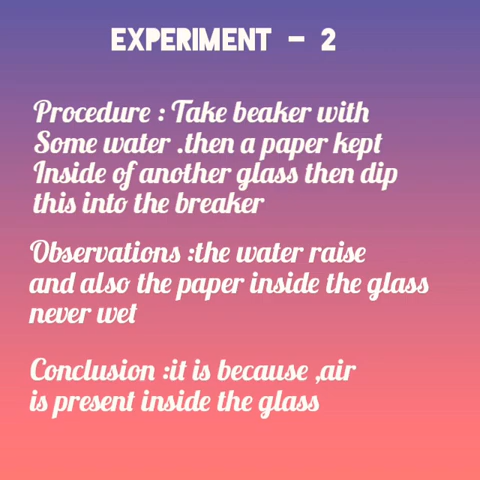 EXPERIMENT - 2
Procedure : Take beaker with
Some water .then a paper kept
Inside of another glass then dip
this into the breaker
Observations :the water raise
and also the paper inside the glass
never wet
Conclusion :it is because ,air
is present inside the glass